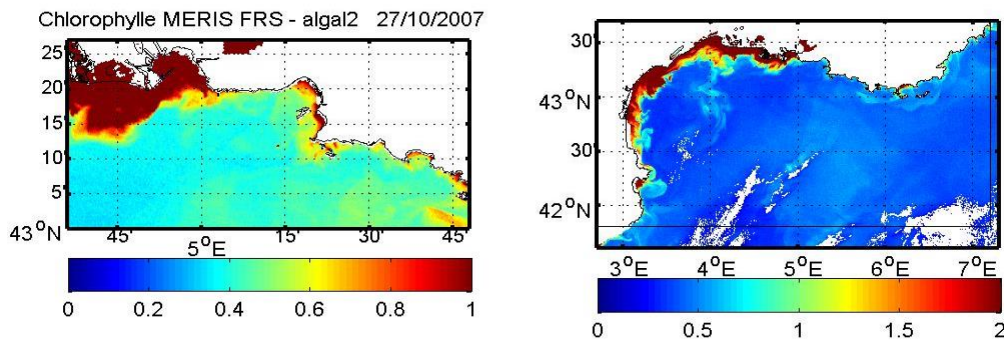 Chlorophylle MERIS FRS - algal2 27/10/2007
25'
20'
15'
10'
5'
43°N
45' 5°E 15' 30' 45'
0 0.2 0.4 0.6 0.8 1
30'
43°N
30'
42°N
3°E 4°E 5°E 6°E 7°E
0 0.5 1 1.5 2